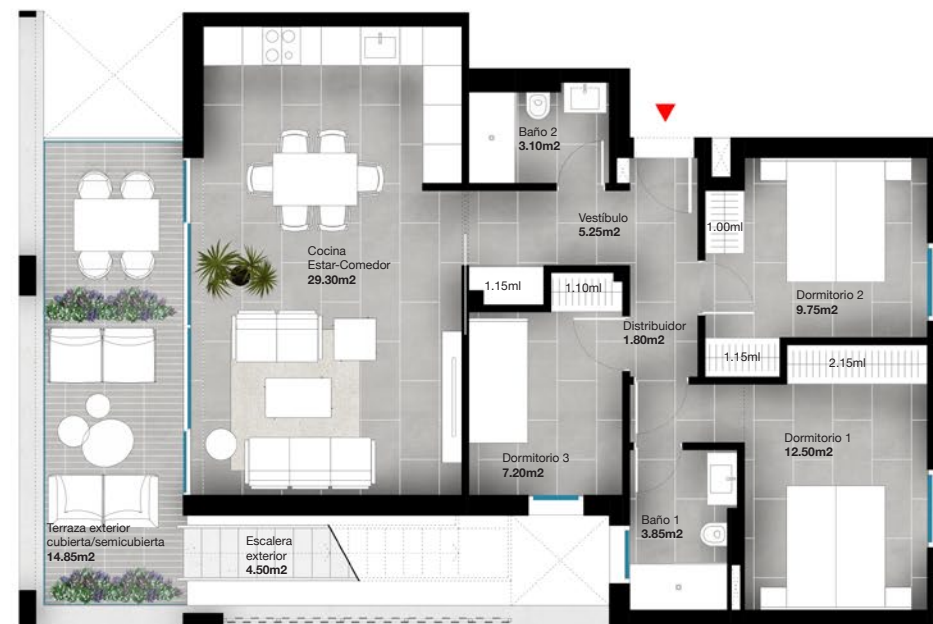 Baño 2
3.10m2
Vestíbulo
5.25m2
1.00ml
Cocina
Estar-Comedor
29.30m2
1.15ml
1.10ml
Dormitorio 2
9.75m2
Distribuidor
1.80m2
1.15ml
2.15ml
Dormitorio 3
7.20m2
Dormitorio 1
12.50m2
Terraza exterior
cubierta/semicubierta
14.85m2
Escalera
exterior
4.50m2
Baño 1
3.85m2